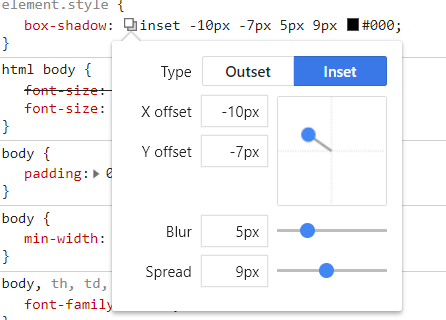 element.style {
box-shadow: inset -10px -7px 5px 9px #000;
}
Type Outset Inset
html body {
font-size:
X offset -10px
font-size:
}
Y offset -7px
body {
padding: 0
}
body {
Blur 5px
min-width:
}
Spread 9px
body, th, td,
font-family